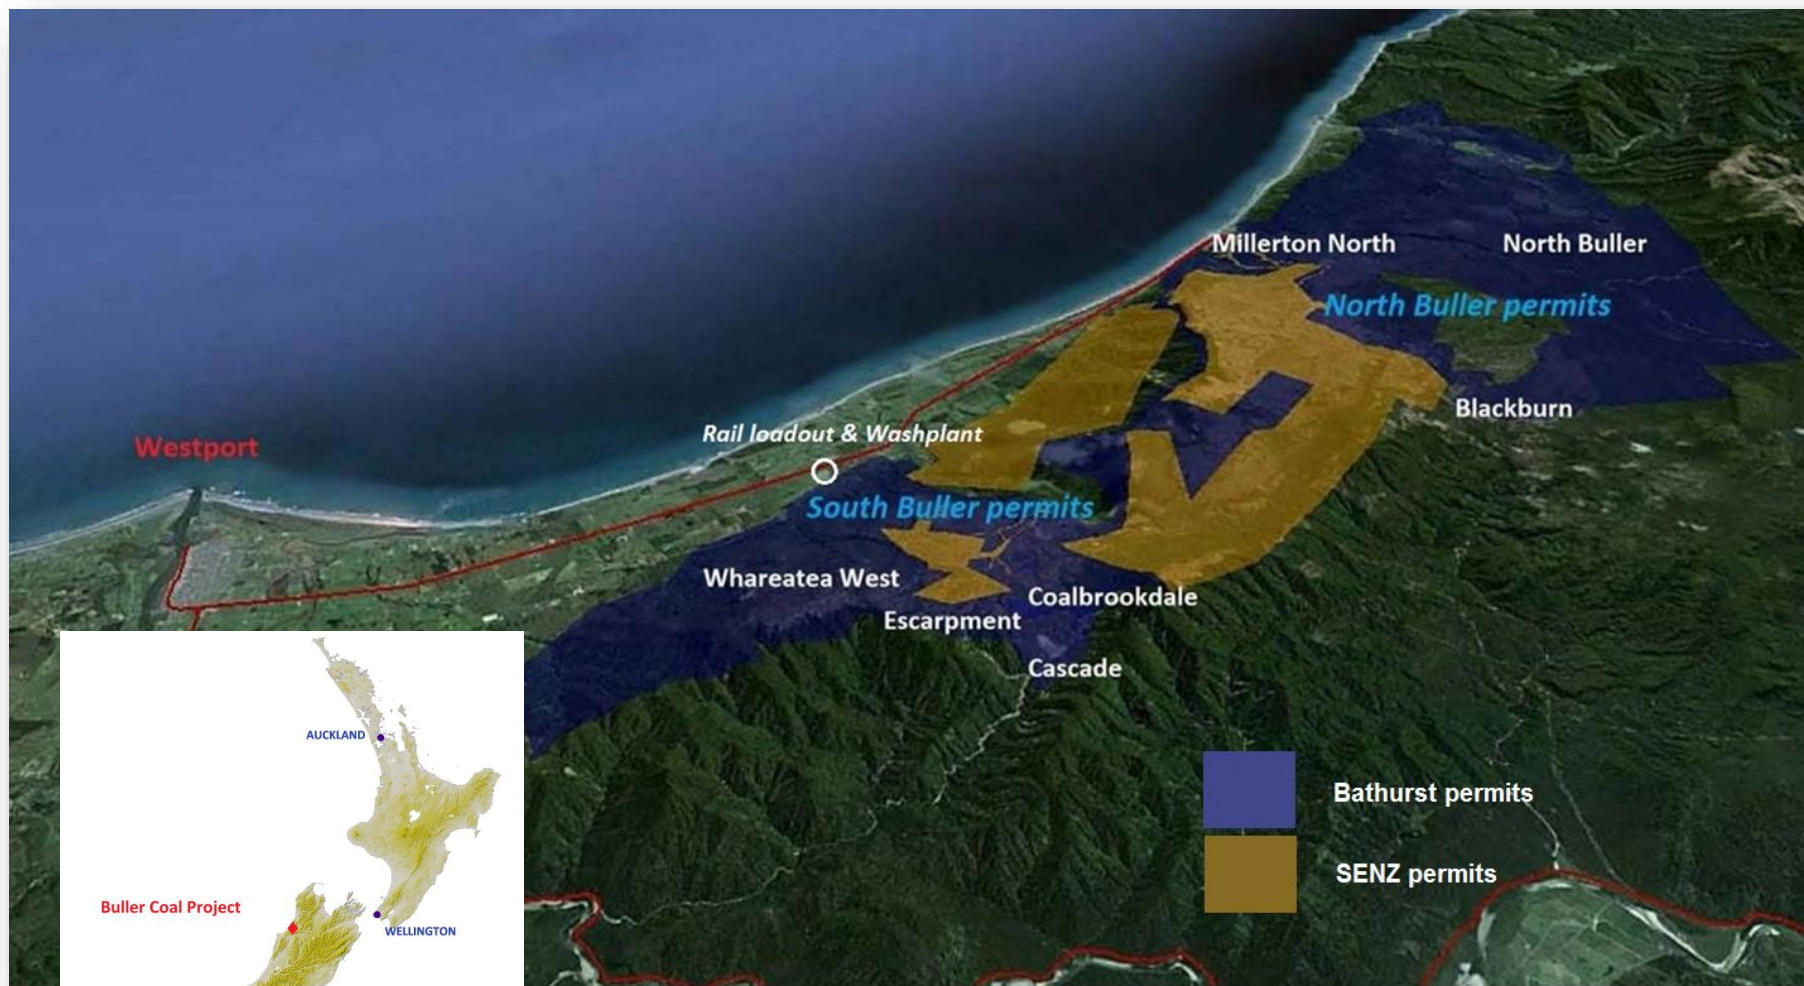 Millerton North
North Buller
North Buller permits
Blackburn
Rail loadout & Washplant
Westport
South Buller permits
Whareatea West
Coalbrookdale
Escarpment
Cascade
AUCKLAND
Buller Coal Project
WELLINGTON
Bathurst permits
SENZ permits